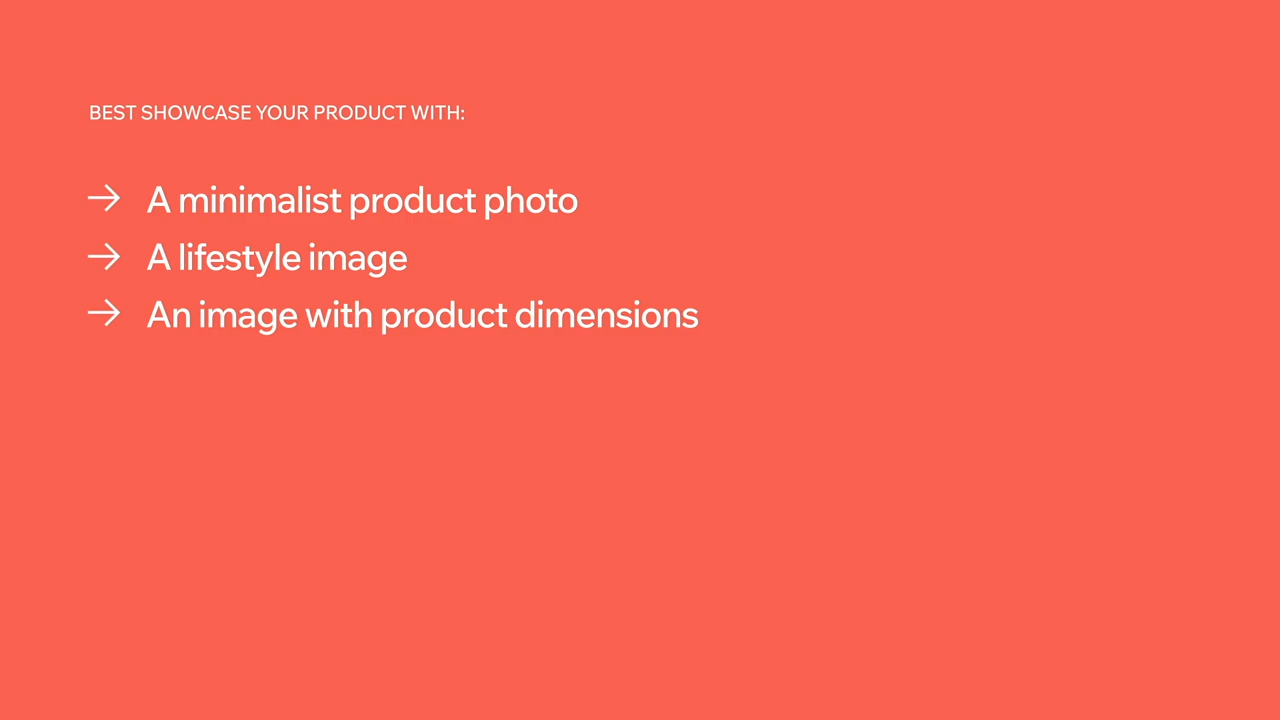 BEST SHOWCASE YOUR PRODUCT WITH:
→ A minimalist product photo
→ A lifestyle image
→ An image with product dimensions